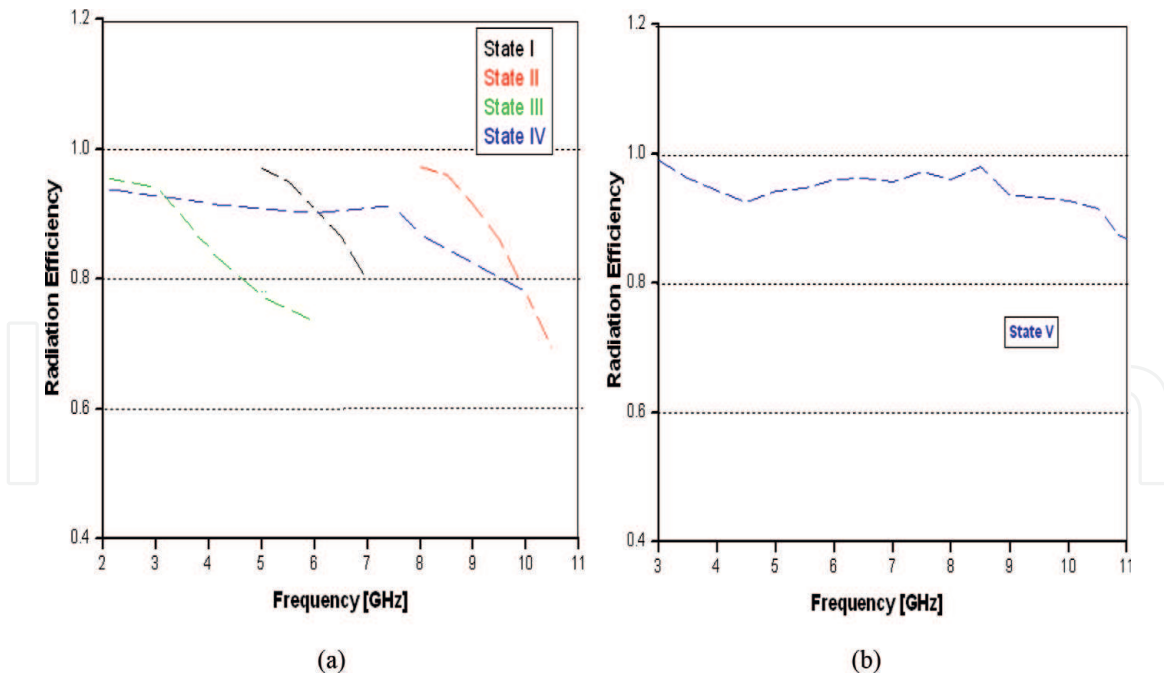 1.2
1.0
0.8
0.6
0.4
Radiation Efficiency
State I
State II
State III
State IV
2 3 4 5 6 7 8 9 10 11
Frequency [GHz]
(a)
1.2
1.0
0.8
0.6
0.4
Radiation Efficiency
State V
3 4 5 6 7 8 9 10 11
Frequency [GHz]
(b)